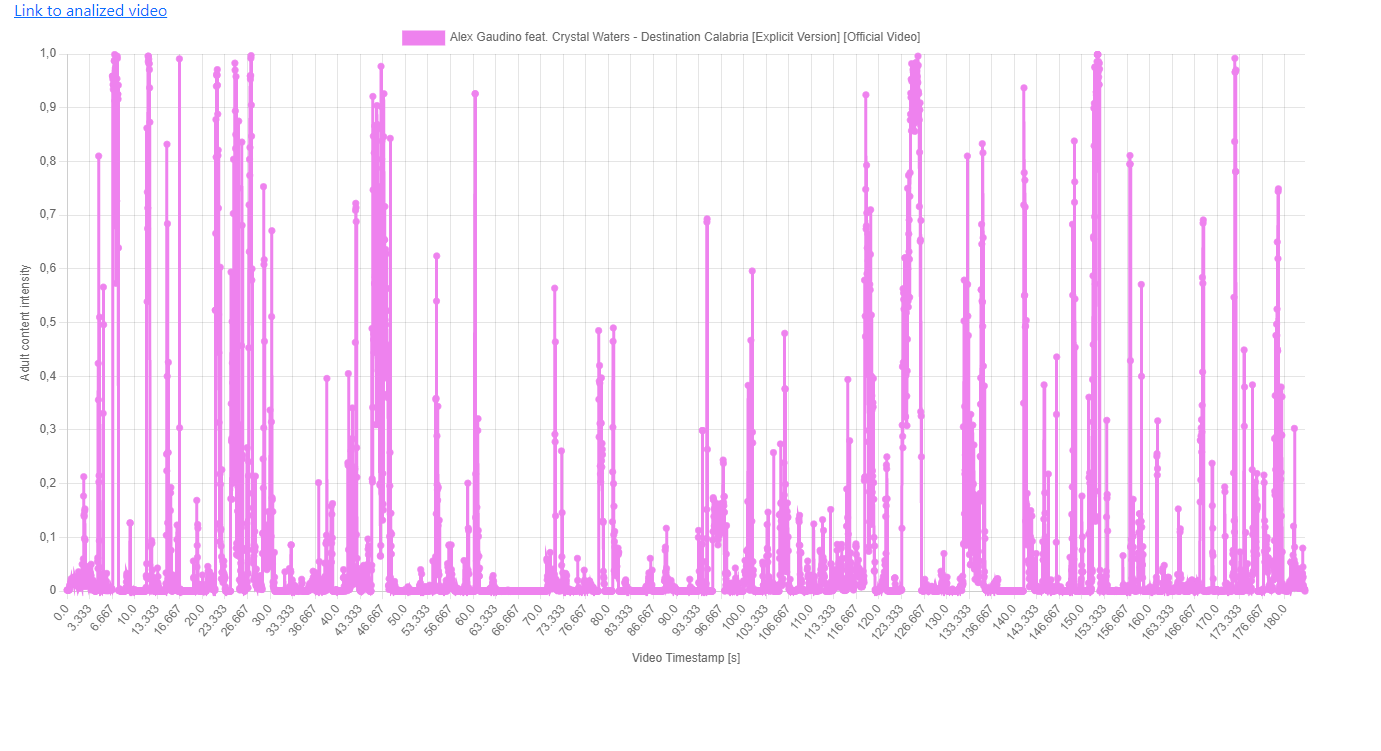 Link to analized video
Alex Gaudino feat. Crystal Waters - Destination Calabria [Explicit Version] [Official Video]
1,0
0,9
0,8
0,7
0,6
0,5
0,4
0,3
0,2
0,1
0
Adult content intensity
0.0 3.333 6.667 10.0 13.333 16.667 20.0 23.333 26.667 30.0 33.333 36.667 40.0 43.333 46.667 50.0 53.333 56.667 60.0 63.333 66.667 70.0 73.333 76.667 80.0 83.333 86.667 90.0 93.333 96.667 100.0 103.333 106.667 110.0 113.333 116.667 120.0 123.333 126.667 130.0 133.333 136.667 140.0 143.333 146.667 150.0 153.333 156.667 160.0 163.333 166.667 170.0 173.333 176.667 180.0
Video Timestamp [s]